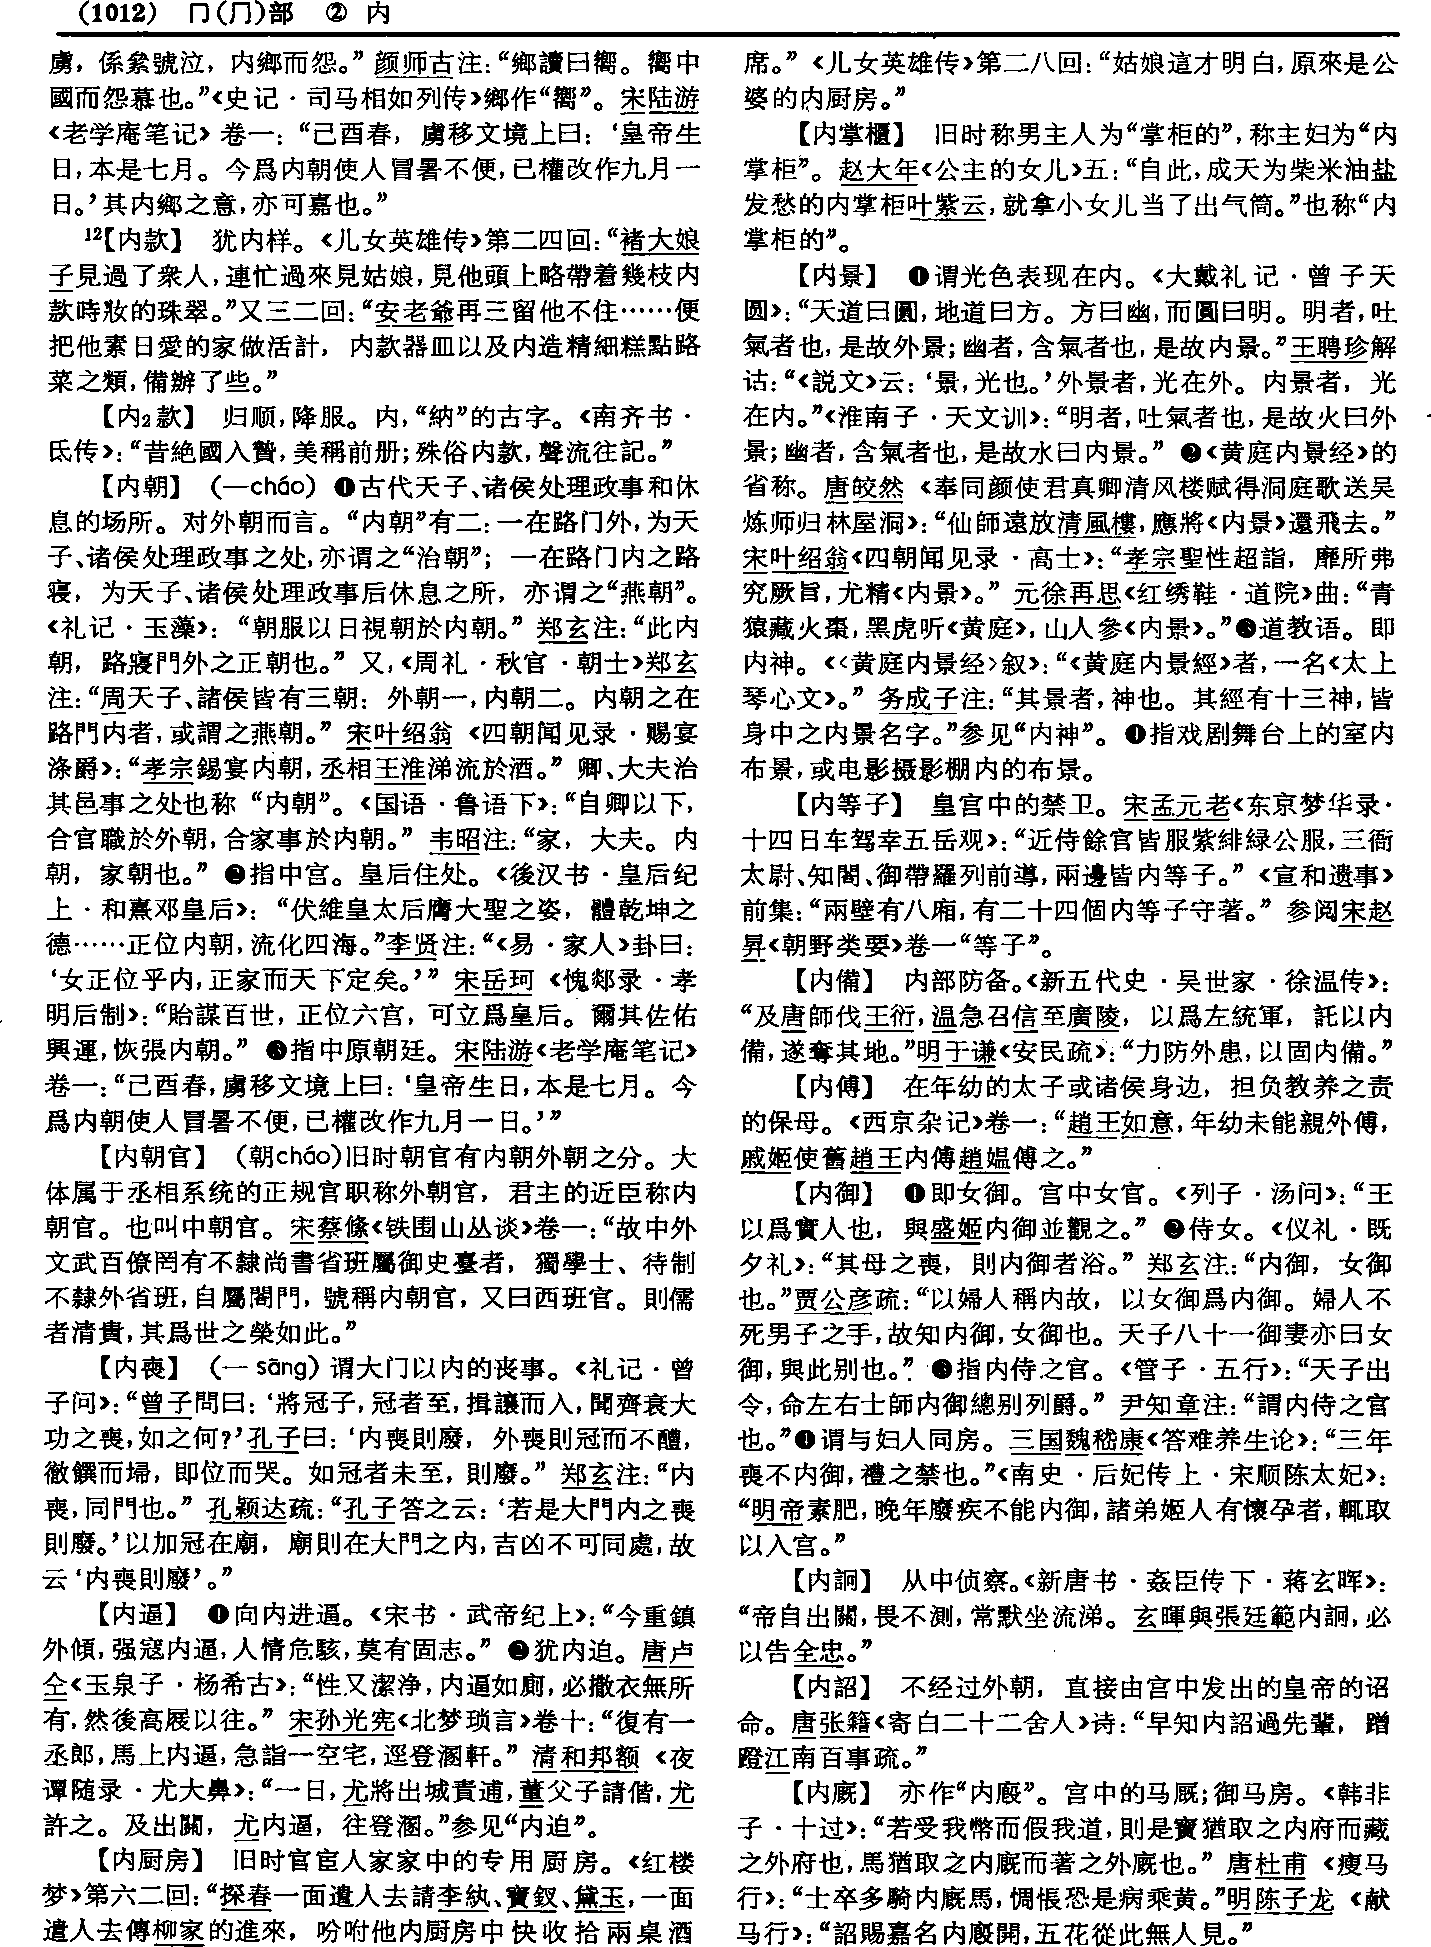 (1012) 冂(⺆)部 ② 内
虜，係絫號泣，内鄉而怨。”颜师古注：“鄉讀曰嚮。嚮中
國而怨慕也。”《史记·司马相如列传》鄉作“嚮”。宋陆游
《老学庵笔记》卷一：“己酉春，虜移文境上曰：‘皇帝生
日，本是七月。今爲内朝使人冒暑不便，已權改作九月一
日。’其内鄉之意，亦可嘉也。”
12【内款】 犹内样。《儿女英雄传》第二四回：“褚大娘
子見過了衆人，連忙過來見姑娘，見他頭上略帶着幾枝内
款時妝的珠翠。”又三二回：“安老爺再三留他不住……便
把他素日愛的家做活計，内款器皿以及内造精細糕點路
菜之類，備辦了些。”
【内2款】 归顺，降服。内，“納”的古字。《南齐书·
氐传》：“昔絶國入贄，美稱前册；殊俗内款，聲流往記。”
【内朝】 （—cháo）❶古代天子、诸侯处理政事和休
息的场所。对外朝而言。“内朝”有二：一在路门外，为天
子、诸侯处理政事之处，亦谓之“治朝”；一在路门内之路
寝，为天子、诸侯处理政事后休息之所，亦谓之“燕朝”。
《礼记·玉藻》：“朝服以日視朝於内朝。”郑玄注：“此内
朝，路寢門外之正朝也。”又，《周礼·秋官·朝士》郑玄
注：“周天子、諸侯皆有三朝：外朝一，内朝二。内朝之在
路門内者，或謂之燕朝。”宋叶绍翁《四朝闻见录·赐宴
涤爵》：“孝宗錫宴内朝，丞相王淮涕流於酒。”卿、大夫治
其邑事之处也称“内朝”。《国语·鲁语下》：“自卿以下，
合官職於外朝，合家事於内朝。”韦昭注：“家，大夫。内
朝，家朝也。”❷指中宫。皇后住处。《後汉书·皇后纪
上·和熹邓皇后》：“伏維皇太后膺大聖之姿，體乾坤之
德……正位内朝，流化四海。”李贤注：“《易·家人》卦曰：
‘女正位乎内，正家而天下定矣。’”宋岳珂《愧郯录·孝
明后制》：“貽謀百世，正位六宫，可立爲皇后。爾其佐佑
興運，恢張内朝。”❸指中原朝廷。宋陆游《老学庵笔记》
卷一：“己酉春，虜移文境上曰：‘皇帝生日，本是七月。今
爲内朝使人冒暑不便，已權改作九月一日。’”
【内朝官】 （朝cháo）旧时朝官有内朝外朝之分。大
体属于丞相系统的正规官职称外朝官，君主的近臣称内
朝官。也叫中朝官。宋蔡絛《铁围山丛谈》卷一：“故中外
文武百僚罔有不隸尚書省班屬御史臺者，獨學士、待制
不隸外省班，自屬閤門，號稱内朝官，又曰西班官。則儒
者清貴，其爲世之榮如此。”
【内喪】 （一sāng）谓大门以内的丧事。《礼记·曾
子问》：“曾子問曰：‘將冠子，冠者至，揖讓而入，聞齊衰大
功之喪，如之何？’孔子曰：‘内喪則廢，外喪則冠而不醴，
徹饌而埽，即位而哭。如冠者未至，則廢。”郑玄注：“内
喪，同門也。”孔颖达疏：“孔子答之云：‘若是大門内之喪
則廢。’以加冠在廟，廟則在大門之内，吉凶不可同處，故
云‘内喪則廢’。”
【内逼】 ❶向内进逼。《宋书·武帝纪上》：“今重鎮
外傾，强寇内逼，人情危駭，莫有固志。”❷犹内迫。唐卢
仝《玉泉子·杨希古》：“性又潔浄，内逼如廁，必撒衣無所
有，然後高屐以往。”宋孙光宪《北梦琐言》卷十：“復有一
丞郎，馬上内逼，急詣一空宅，逕登溷軒。”清和邦额《夜
谭随录·尤大鼻》：“一日，尤將出城責逋，董父子請偕，尤
許之。及出關，尤内逼，往登溷。”参见“内迫”。
【内厨房】 旧时官宦人家家中的专用厨房。《红楼
梦》第六二回：“探春一面遣人去請李紈、寶釵、黛玉，一面
遣人去傳柳家的進來，吩咐他内厨房中快收拾兩桌酒
席。”《儿女英雄传》第二八回：“姑娘這才明白，原來是公
婆的内厨房。”
【内掌櫃】 旧时称男主人为“掌柜的”，称主妇为“内
掌柜”。赵大年《公主的女儿》五：“自此，成天为柴米油盐
发愁的内掌柜叶紫云，就拿小女儿当了出气筒。”也称“内
掌柜的”。
【内景】 ❶谓光色表现在内。《大戴礼记·曾子天
圆》：“天道曰圓，地道曰方。方曰幽，而圓曰明。明者，吐
氣者也，是故外景；幽者，含氣者也，是故内景。”王聘珍解
诂：“《説文》云：‘景，光也。’外景者，光在外。内景者，光
在内。”《淮南子·天文训》：“明者，吐氣者也，是故火曰外
景；幽者，含氣者也，是故水曰内景。”❷《黄庭内景经》的
省称。唐皎然《奉同颜使君真卿清风楼赋得洞庭歌送吴
炼师归林屋洞》：“仙師遠放清風樓，應將《内景》還飛去。”
宋叶绍翁《四朝闻见录·高士》：“孝宗聖性超詣，靡所弗
究厥旨，尤精《内景》。”元徐再思《红绣鞋·道院》曲：“青
猿藏火棗，黑虎听《黄庭》，山人參《内景》。”❸道教语。即
内神。《〈黄庭内景经〉叙》：“《黄庭内景經》者，一名《太上
琴心文》。”务成子注：“其景者，神也。其經有十三神，皆
身中之内景名字。”参见“内神”。❹指戏剧舞台上的室内
布景，或电影摄影棚内的布景。
【内等子】 皇宫中的禁卫。宋孟元老《东京梦华录·
十四日车驾幸五岳观》：“近侍餘官皆服紫緋緑公服，三衙
太尉、知閤、御帶羅列前導，兩邊皆内等子。”《宣和遗事》
前集：“兩壁有八廂，有二十四個内等子守著。”参阅宋赵
昇《朝野类要》卷一“等子”。
【内備】 内部防备。《新五代史·吴世家·徐温传》：
“及唐師伐王衍，温急召信至廣陵，以爲左統軍，託以内
備，遂奪其地。”明于谦《安民疏》：“力防外患，以固内備。”
【内傅】 在年幼的太子或诸侯身边，担负教养之责
的保母。《西京杂记》卷一：“趙王如意，年幼未能親外傅，
戚姬使舊趙王内傅趙媪傅之。”
【内御】 ❶即女御。宫中女官。《列子·汤问》：“王
以爲實人也，與盛姬内御並觀之。”❷侍女。《仪礼·既
夕礼》：“其母之喪，則内御者浴。”郑玄注：“内御，女御
也。”贾公彦疏：“以婦人稱内故，以女御爲内御。婦人不
死男子之手，故知内御，女御也。天子八十一御妻亦曰女
御，與此别也。”❸指内侍之官。《管子·五行》：“天子出
令，命左右士師内御總别列爵。”尹知章注：“謂内侍之官
也。”❹谓与妇人同房。三国魏嵇康《答难养生论》：“三年
喪不内御，禮之禁也。”《南史·后妃传上·宋顺陈太妃》：
“明帝素肥，晚年廢疾不能内御，諸弟姬人有懷孕者，輒取
以入宫。”
【内詗】 从中侦察。《新唐书·姦臣传下·蒋玄晖》：
“帝自出關，畏不測，常默坐流涕。玄暉與張廷範内詗，必
以告全忠。”
【内詔】 不经过外朝，直接由宫中发出的皇帝的诏
命。唐张籍《寄白二十二舍人》诗：“早知内詔過先輩，蹭
蹬江南百事疏。”
【内廐】 亦作“内廏”。宫中的马厩；御马房。《韩非
子·十过》：“若受我幣而假我道，則是寶猶取之内府而藏
之外府也，馬猶取之内廐而著之外廐也。”唐杜甫《瘦马
行》：“士卒多騎内廐馬，惆悵恐是病乘黄。”明陈子龙《献
马行》：“詔賜嘉名内廏開，五花從此無人見。”